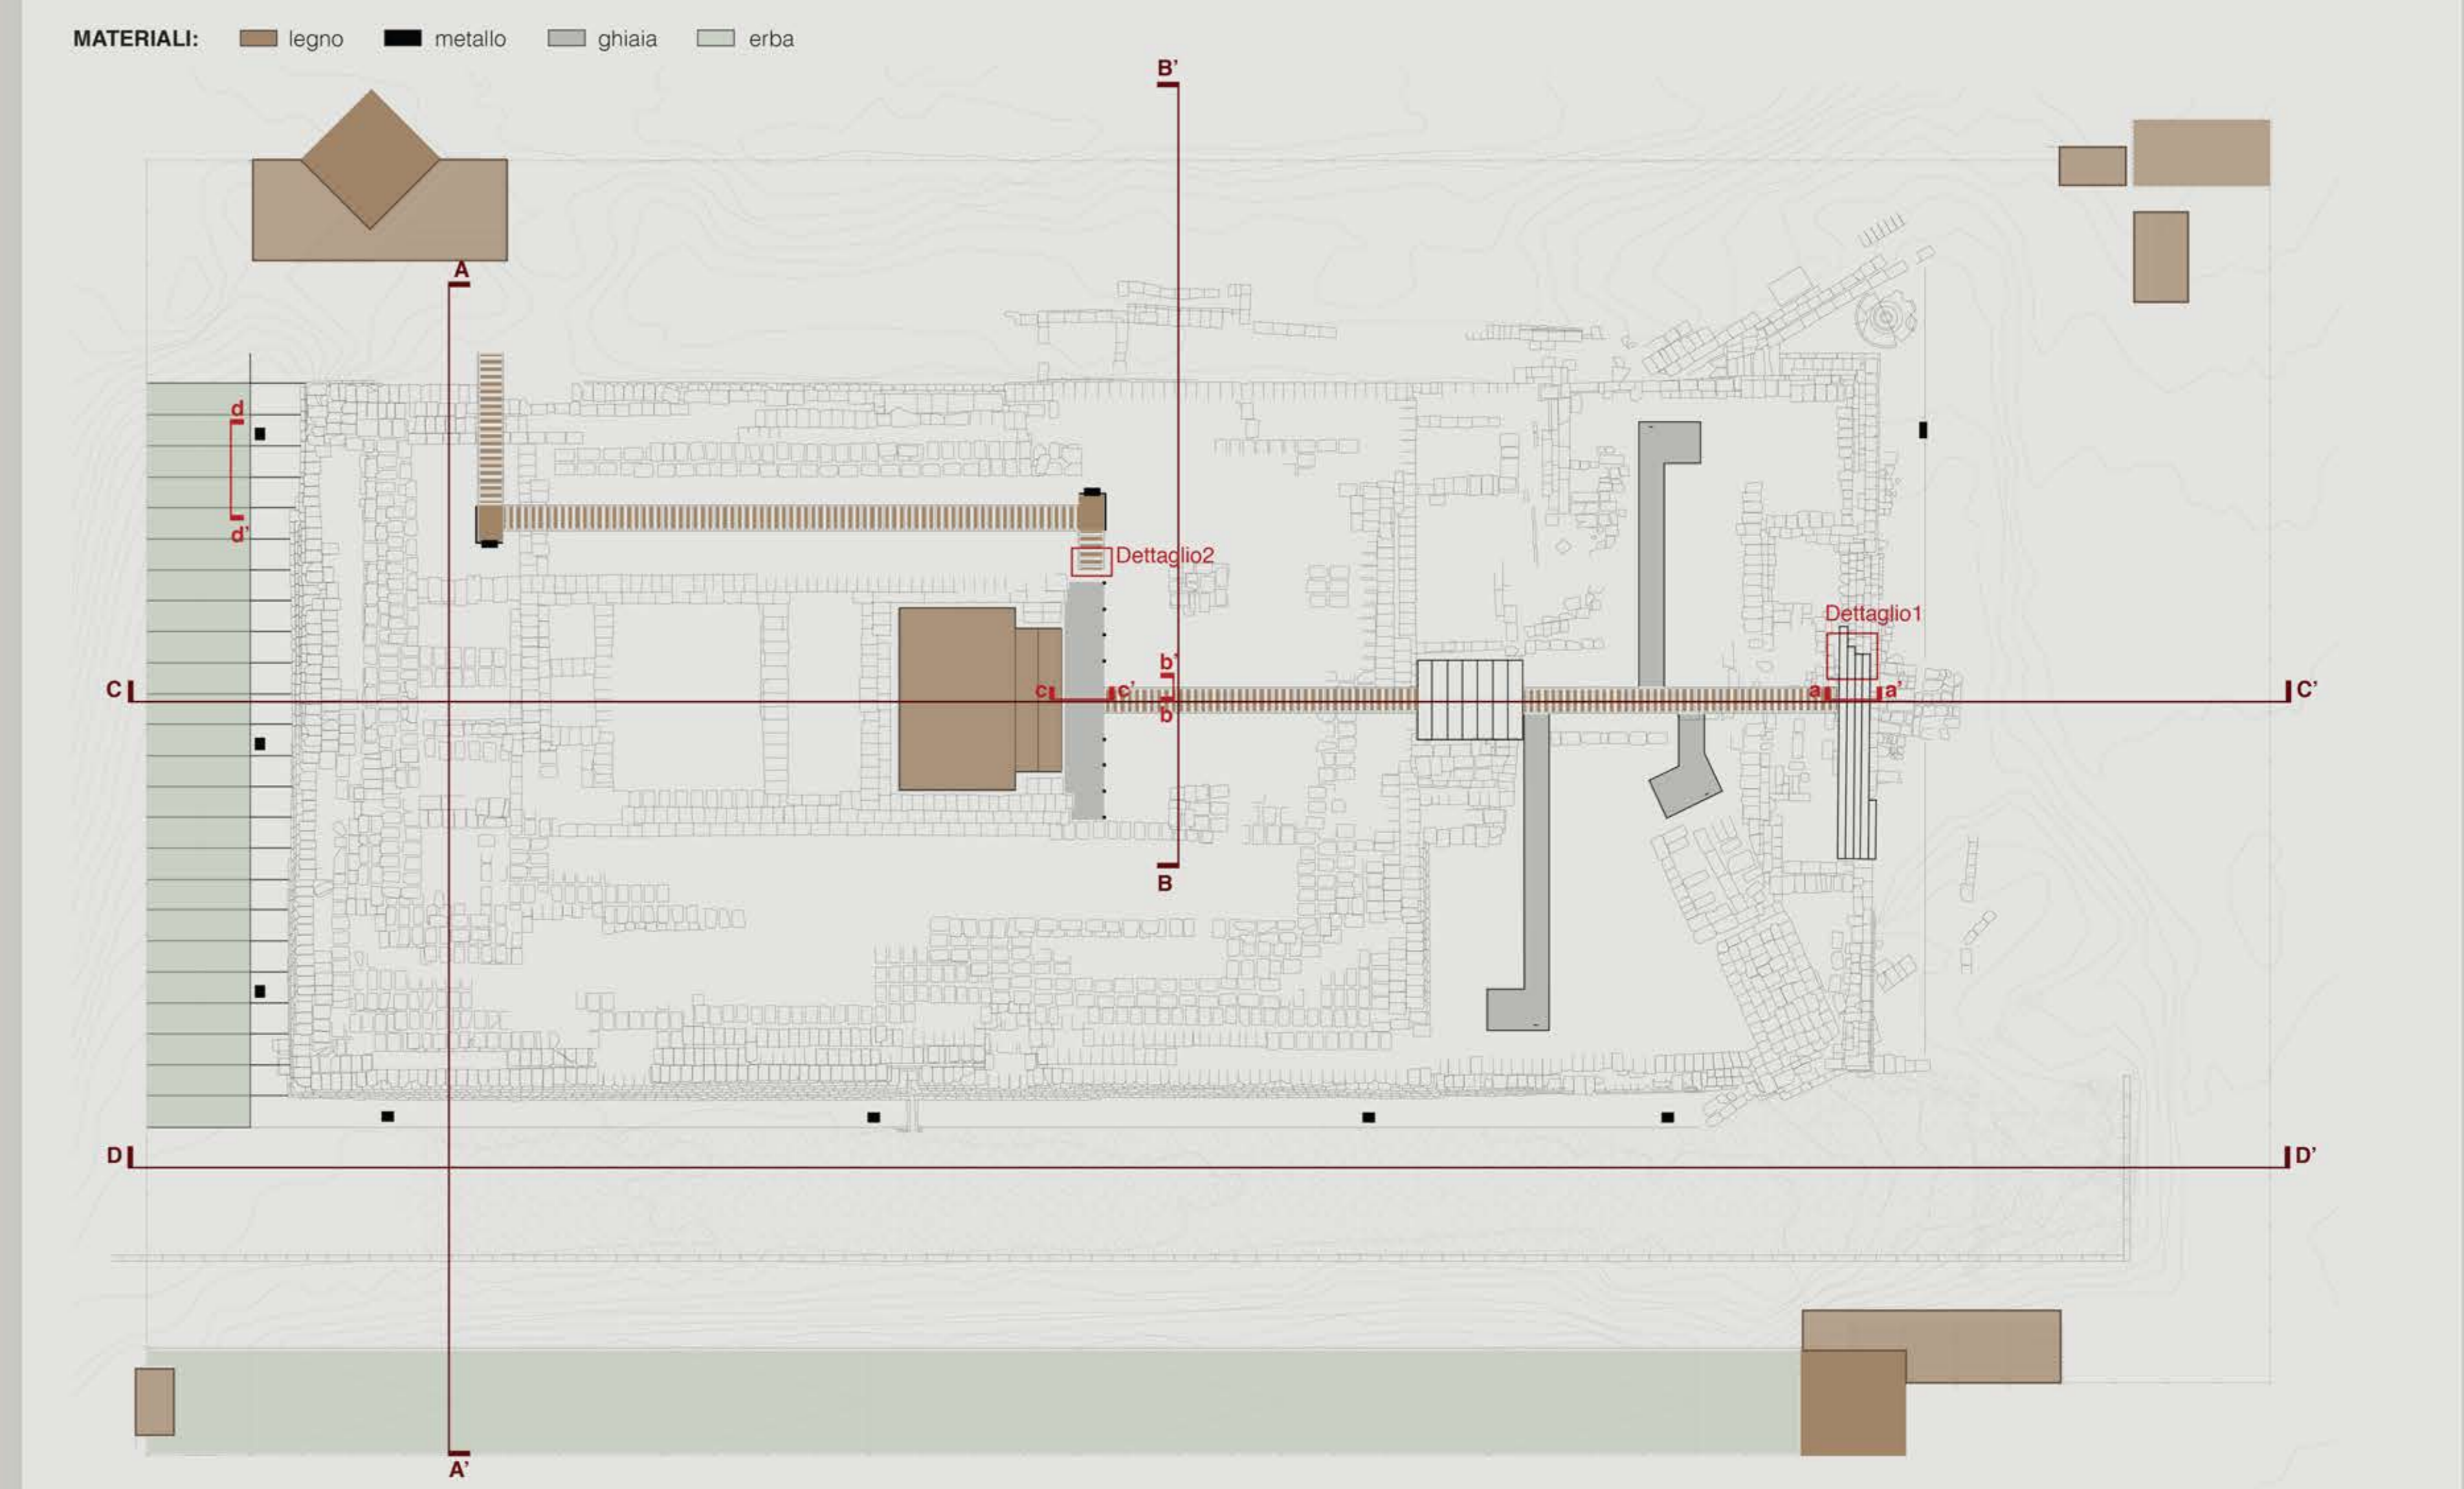 MATERIALI: legno metallo ghiaia erba
B'
A
d
d'
Dettaglio2
Dettaglio1
b'
C c c' a a' C'
b
B
D D'
A'